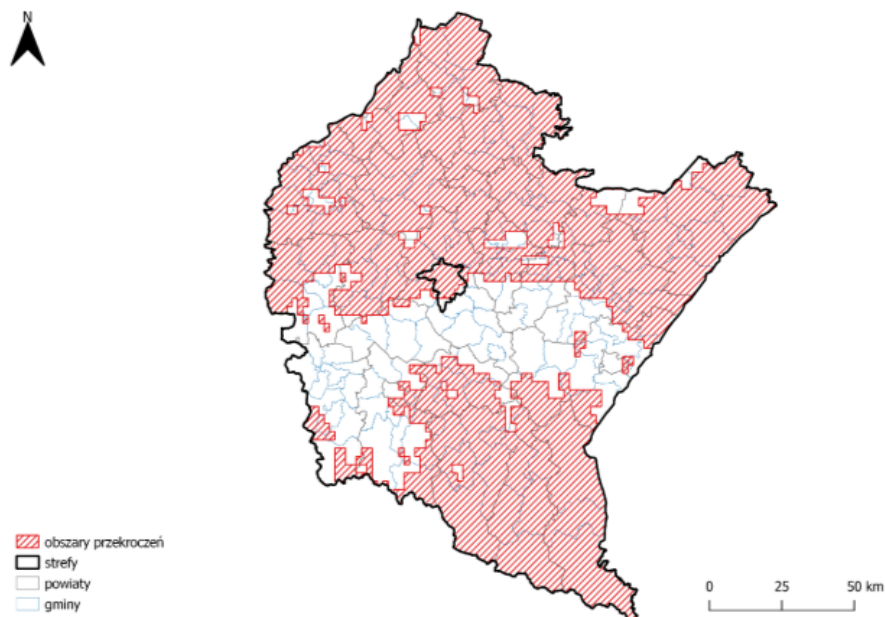 N
obszary przekroczeń
strefy
powiaty
gminy
0 25 50 km